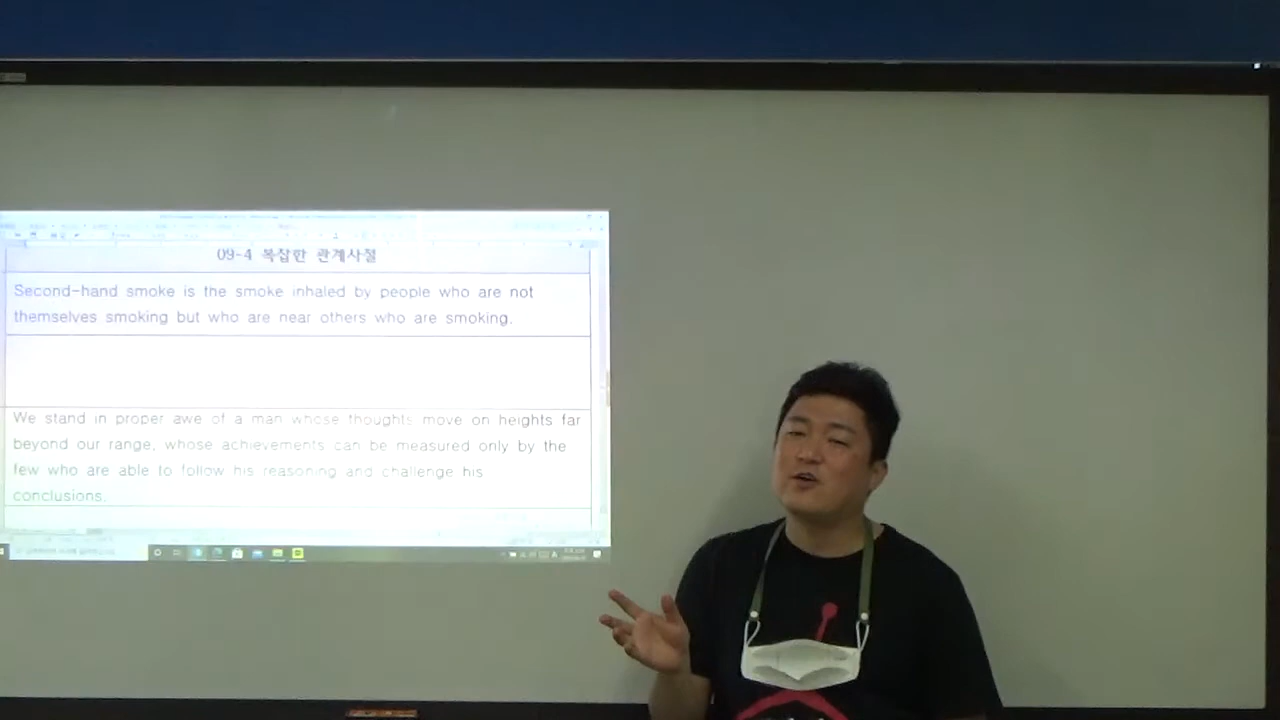 09-4 복잡한 관계사절
Second-hand smoke is the smoke inhaled by people who are not
themselves smoking but who are near others who are smoking.
We stand in proper awe of a man whose thoughts move on heights far
beyond our range, whose achievements can be measured only by the
few who are able to follow his reasoning and challenge his
conclusions.